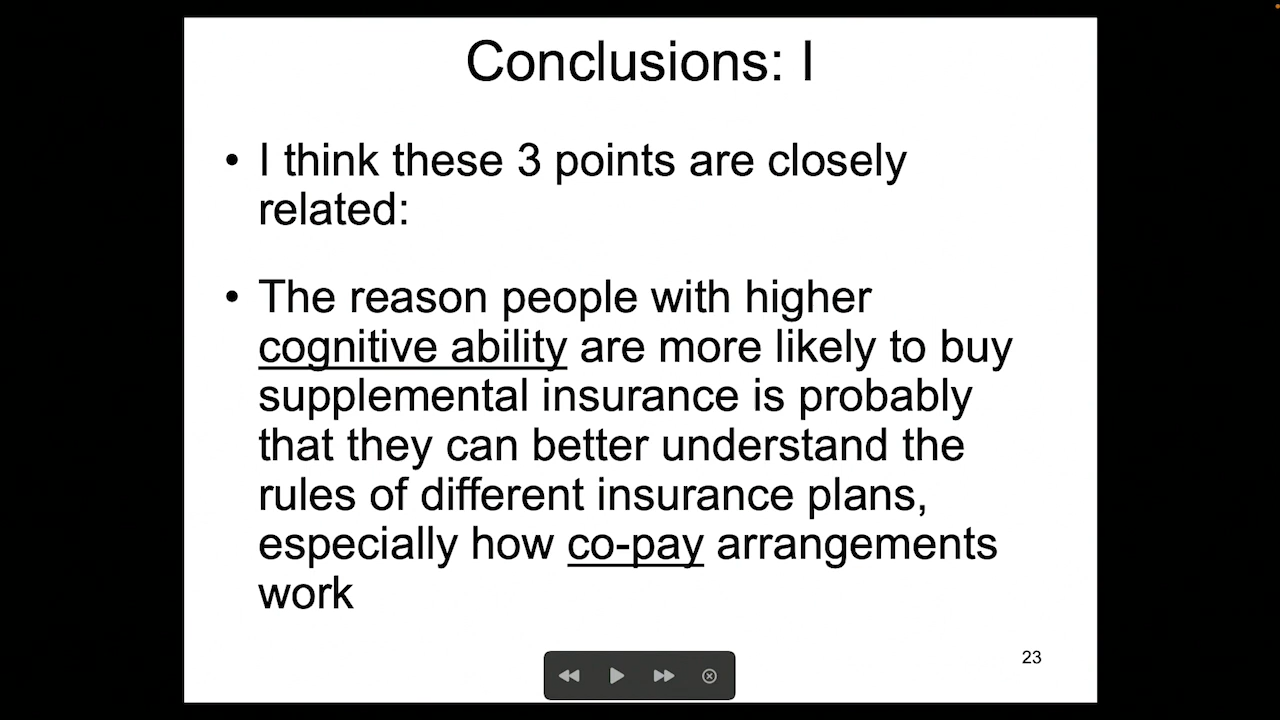 Conclusions: I
• I think these 3 points are closely
related:
• The reason people with higher
cognitive ability are more likely to buy
supplemental insurance is probably
that they can better understand the
rules of different insurance plans,
especially how co-pay arrangements
work
23